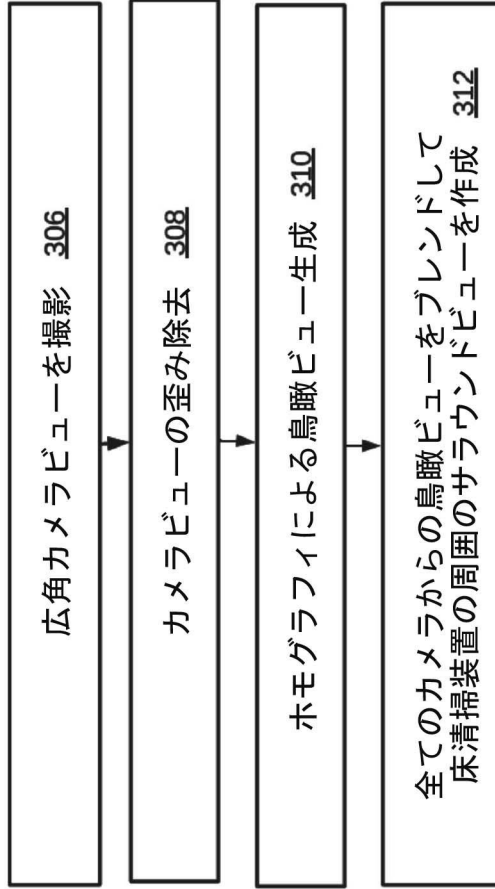 広角カメラビューを撮影 306
カメラビューの歪み除去 308
ホモグラフィによる鳥瞰ビュー生成 310
全てのカメラからの鳥瞰ビューをブレンドして
床清掃装置の周囲のサラウンドビューを作成 312